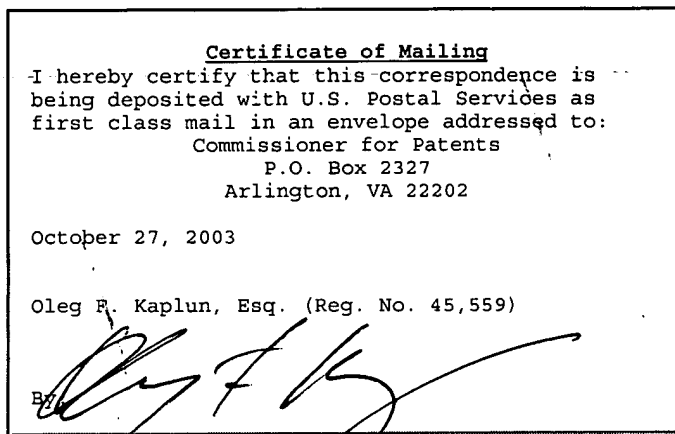 Certificate of Mailing
I hereby certify that this correspondence is
being deposited with U.S. Postal Services as
first class mail in an envelope addressed to:
Commissioner for Patents
P.O. Box 2327
Arlington, VA 22202
October 27, 2003
Oleg F. Kaplun, Esq. (Reg. No. 45,559)
By